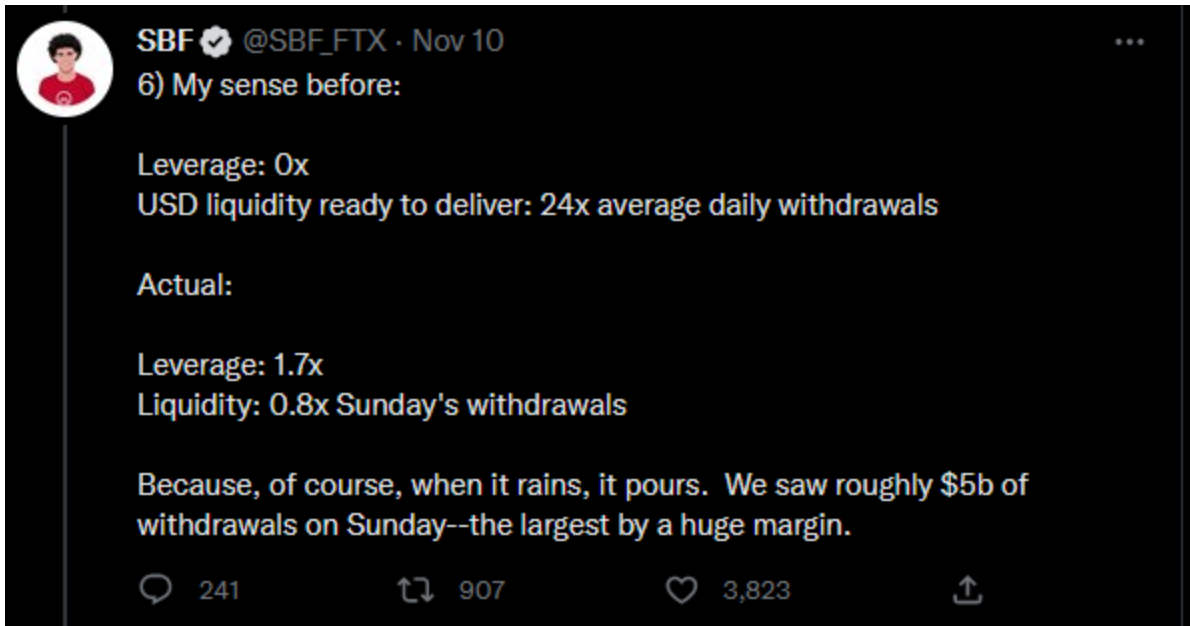 SBF @SBF_FTX · Nov 10
6) My sense before:
Leverage: 0x
USD liquidity ready to deliver: 24x average daily withdrawals
Actual:
Leverage: 1.7x
Liquidity: 0.8x Sunday's withdrawals
Because, of course, when it rains, it pours.  We saw roughly $5b of
withdrawals on Sunday--the largest by a huge margin.
241 907 3,823